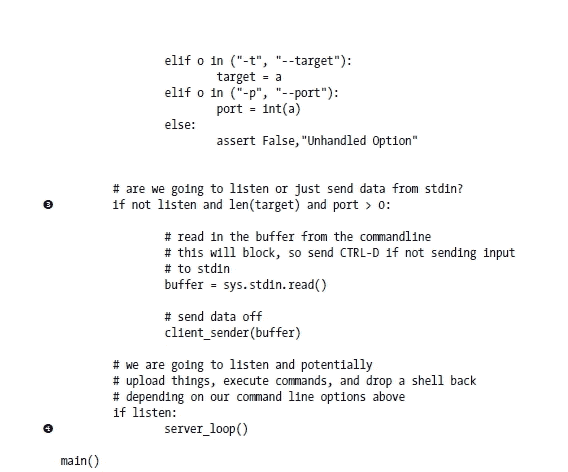 elif o in ("-t", "--target"):
target = a
elif o in ("-p", "--port"):
port = int(a)
else:
assert False,"Unhandled Option"
# are we going to listen or just send data from stdin?
❸ if not listen and len(target) and port > 0:
# read in the buffer from the commandline
# this will block, so send CTRL-D if not sending input
# to stdin
buffer = sys.stdin.read()
# send data off
client_sender(buffer)
# we are going to listen and potentially
# upload things, execute commands, and drop a shell back
# depending on our command line options above
if listen:
❹ server_loop()
main()